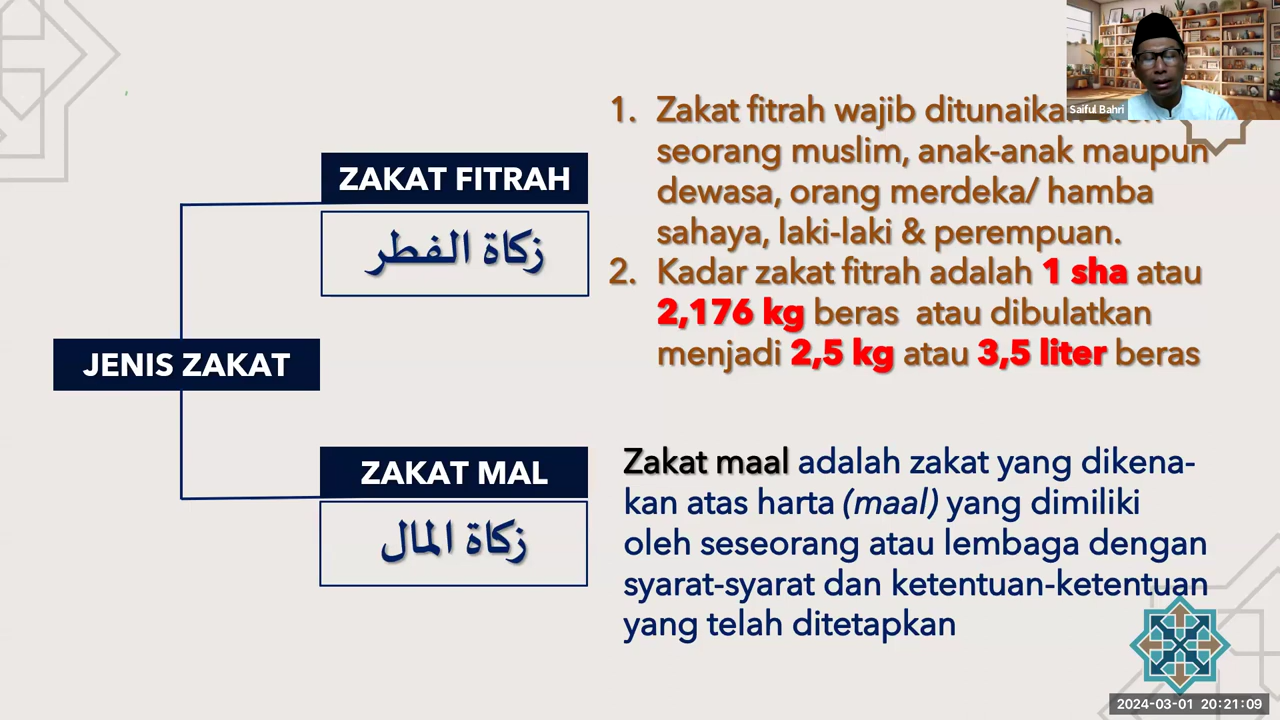 Saiful Bahri
JENIS ZAKAT
ZAKAT FITRAH
زكاة الفطر
1. Zakat fitrah wajib ditunaikan
seorang muslim, anak-anak maupun
dewasa, orang merdeka/ hamba
sahaya, laki-laki & perempuan.
2. Kadar zakat fitrah adalah 1 sha atau
2,176 kg beras atau dibulatkan
menjadi 2,5 kg atau 3,5 liter beras
ZAKAT MAL
زكاة المال
Zakat maal adalah zakat yang dikena-
kan atas harta (maal) yang dimiliki
oleh seseorang atau lembaga dengan
syarat-syarat dan ketentuan-ketentuan
yang telah ditetapkan
2024-03-01 20:21:09